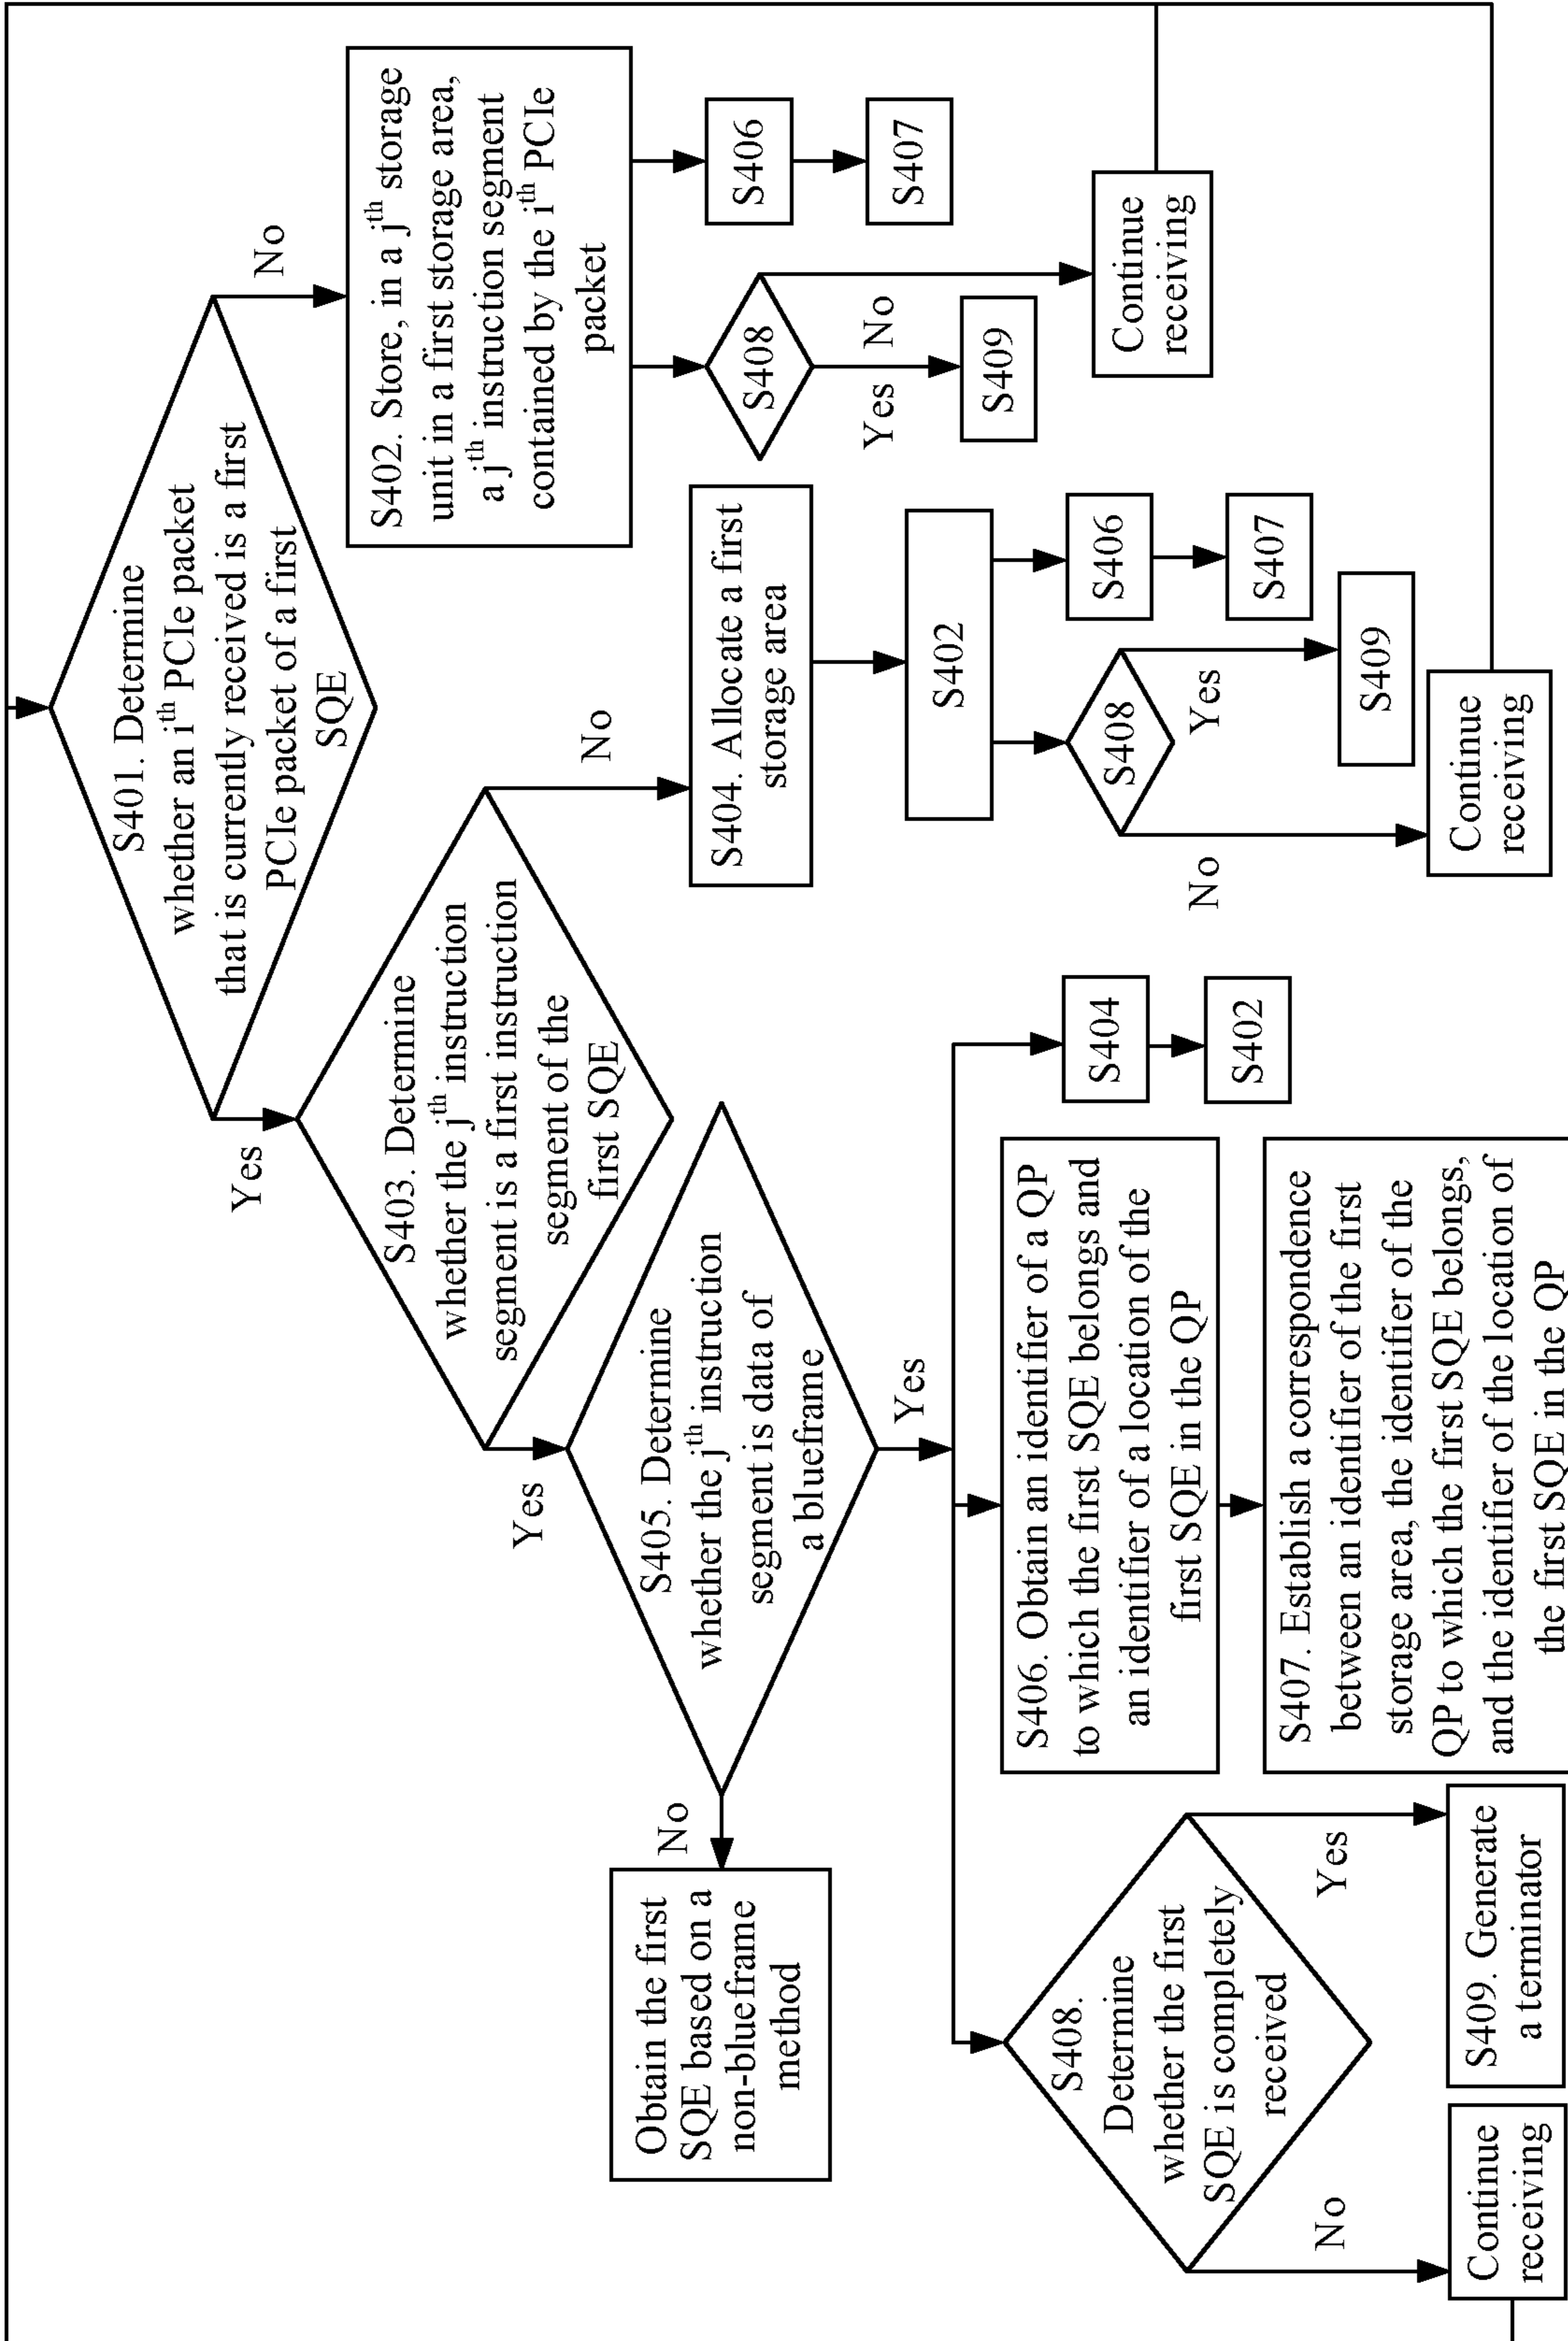 S401. Determine
whether an iᵗʰ PCIe packet
that is currently received is a first
PCIe packet of a first
SQE
Yes
No
S402. Store, in a jᵗʰ storage
unit in a first storage area,
a jᵗʰ instruction segment
contained by the iᵗʰ PCIe
packet
S406
S407
S408
Yes
No
S409
Continue
receiving
S403. Determine
whether the jᵗʰ instruction
segment is a first instruction
segment of the
first SQE
Yes
No
S404. Allocate a first
storage area
S402
S406
S407
S408
Yes
No
S409
Continue
receiving
S405. Determine
whether the jᵗʰ instruction
segment is data of
a blueframe
No
Yes
Obtain the first
SQE based on a
non-blueframe
method
S404
S402
S406. Obtain an identifier of a QP
to which the first SQE belongs and
an identifier of a location of the
first SQE in the QP
S407. Establish a correspondence
between an identifier of the first
storage area, the identifier of the
QP to which the first SQE belongs,
and the identifier of the location of
the first SQE in the QP
S408.
Determine
whether the first
SQE is completely
received
No
Yes
Continue
receiving
S409. Generate
a terminator